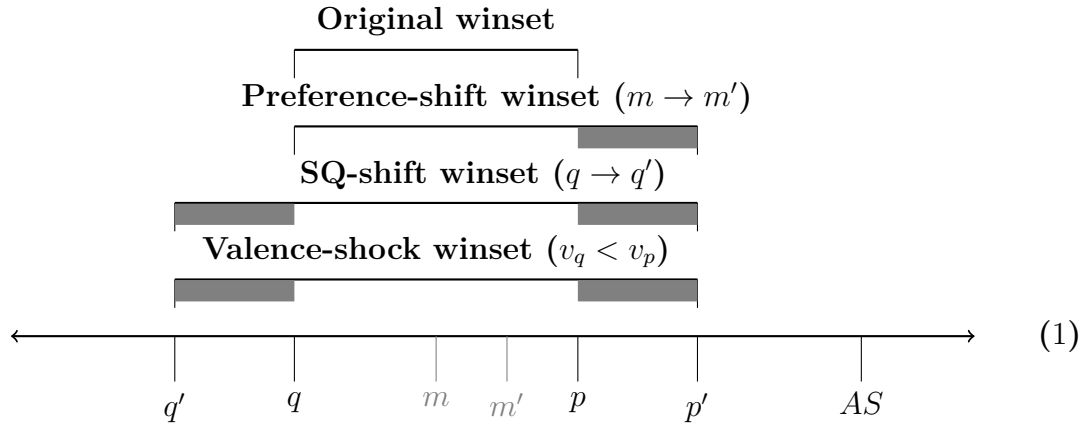 Original winset
Preference-shift winset (m → m′)
SQ-shift winset (q → q′)
Valence-shock winset (v_q < v_p)
(1)
q′ q m m′ p p′ AS